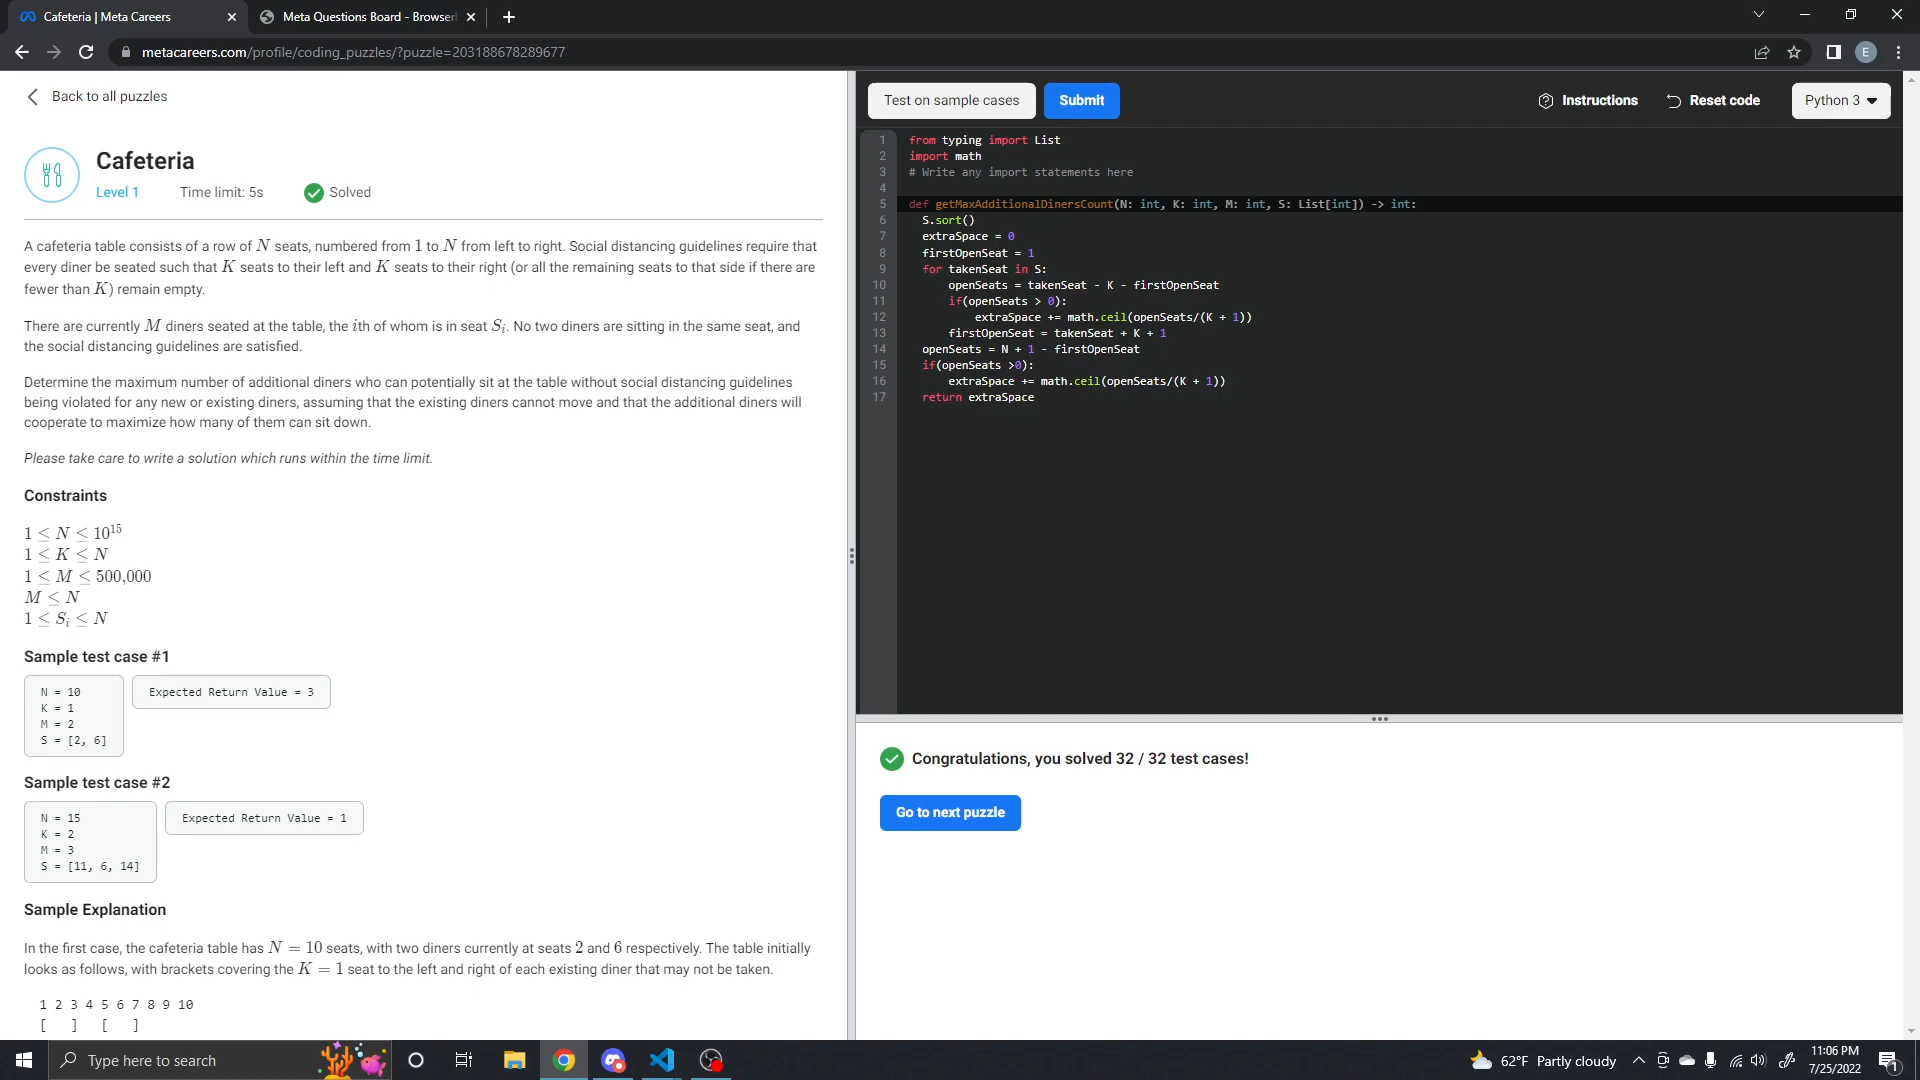 Cafeteria | Meta Careers
Meta Questions Board - Browser
metacareers.com/profile/coding_puzzles/?puzzle=203188678289677
E
Back to all puzzles
Cafeteria
Level 1 Time limit: 5s Solved
A cafeteria table consists of a row of N seats, numbered from 1 to N from left to right. Social distancing guidelines require that
every diner be seated such that K seats to their left and K seats to their right (or all the remaining seats to that side if there are
fewer than K) remain empty.
There are currently M diners seated at the table, the ith of whom is in seat Sᵢ. No two diners are sitting in the same seat, and
the social distancing guidelines are satisfied.
Determine the maximum number of additional diners who can potentially sit at the table without social distancing guidelines
being violated for any new or existing diners, assuming that the existing diners cannot move and that the additional diners will
cooperate to maximize how many of them can sit down.
Please take care to write a solution which runs within the time limit.
Constraints
1 ≤ N ≤ 10¹⁵
1 ≤ K ≤ N
1 ≤ M ≤ 500,000
M ≤ N
1 ≤ Sᵢ ≤ N
Sample test case #1
N = 10
K = 1
M = 2
S = [2, 6]
Expected Return Value = 3
Sample test case #2
N = 15
K = 2
M = 3
S = [11, 6, 14]
Expected Return Value = 1
Sample Explanation
In the first case, the cafeteria table has N = 10 seats, with two diners currently at seats 2 and 6 respectively. The table initially
looks as follows, with brackets covering the K = 1 seat to the left and right of each existing diner that may not be taken.
1 2 3 4 5 6 7 8 9 10
[   ]   [   ]
Test on sample cases Submit Instructions Reset code Python 3
1 from typing import List
2 import math
3 # Write any import statements here
4
5 def getMaxAdditionalDinersCount(N: int, K: int, M: int, S: List[int]) -> int:
6   S.sort()
7   extraSpace = 0
8   firstOpenSeat = 1
9   for takenSeat in S:
10       openSeats = takenSeat - K - firstOpenSeat
11       if(openSeats > 0):
12           extraSpace += math.ceil(openSeats/(K + 1))
13       firstOpenSeat = takenSeat + K + 1
14   openSeats = N + 1 - firstOpenSeat
15   if(openSeats >0):
16       extraSpace += math.ceil(openSeats/(K + 1))
17   return extraSpace
Congratulations, you solved 32 / 32 test cases!
Go to next puzzle
Type here to search
62°F Partly cloudy
11:06 PM
7/25/2022
1